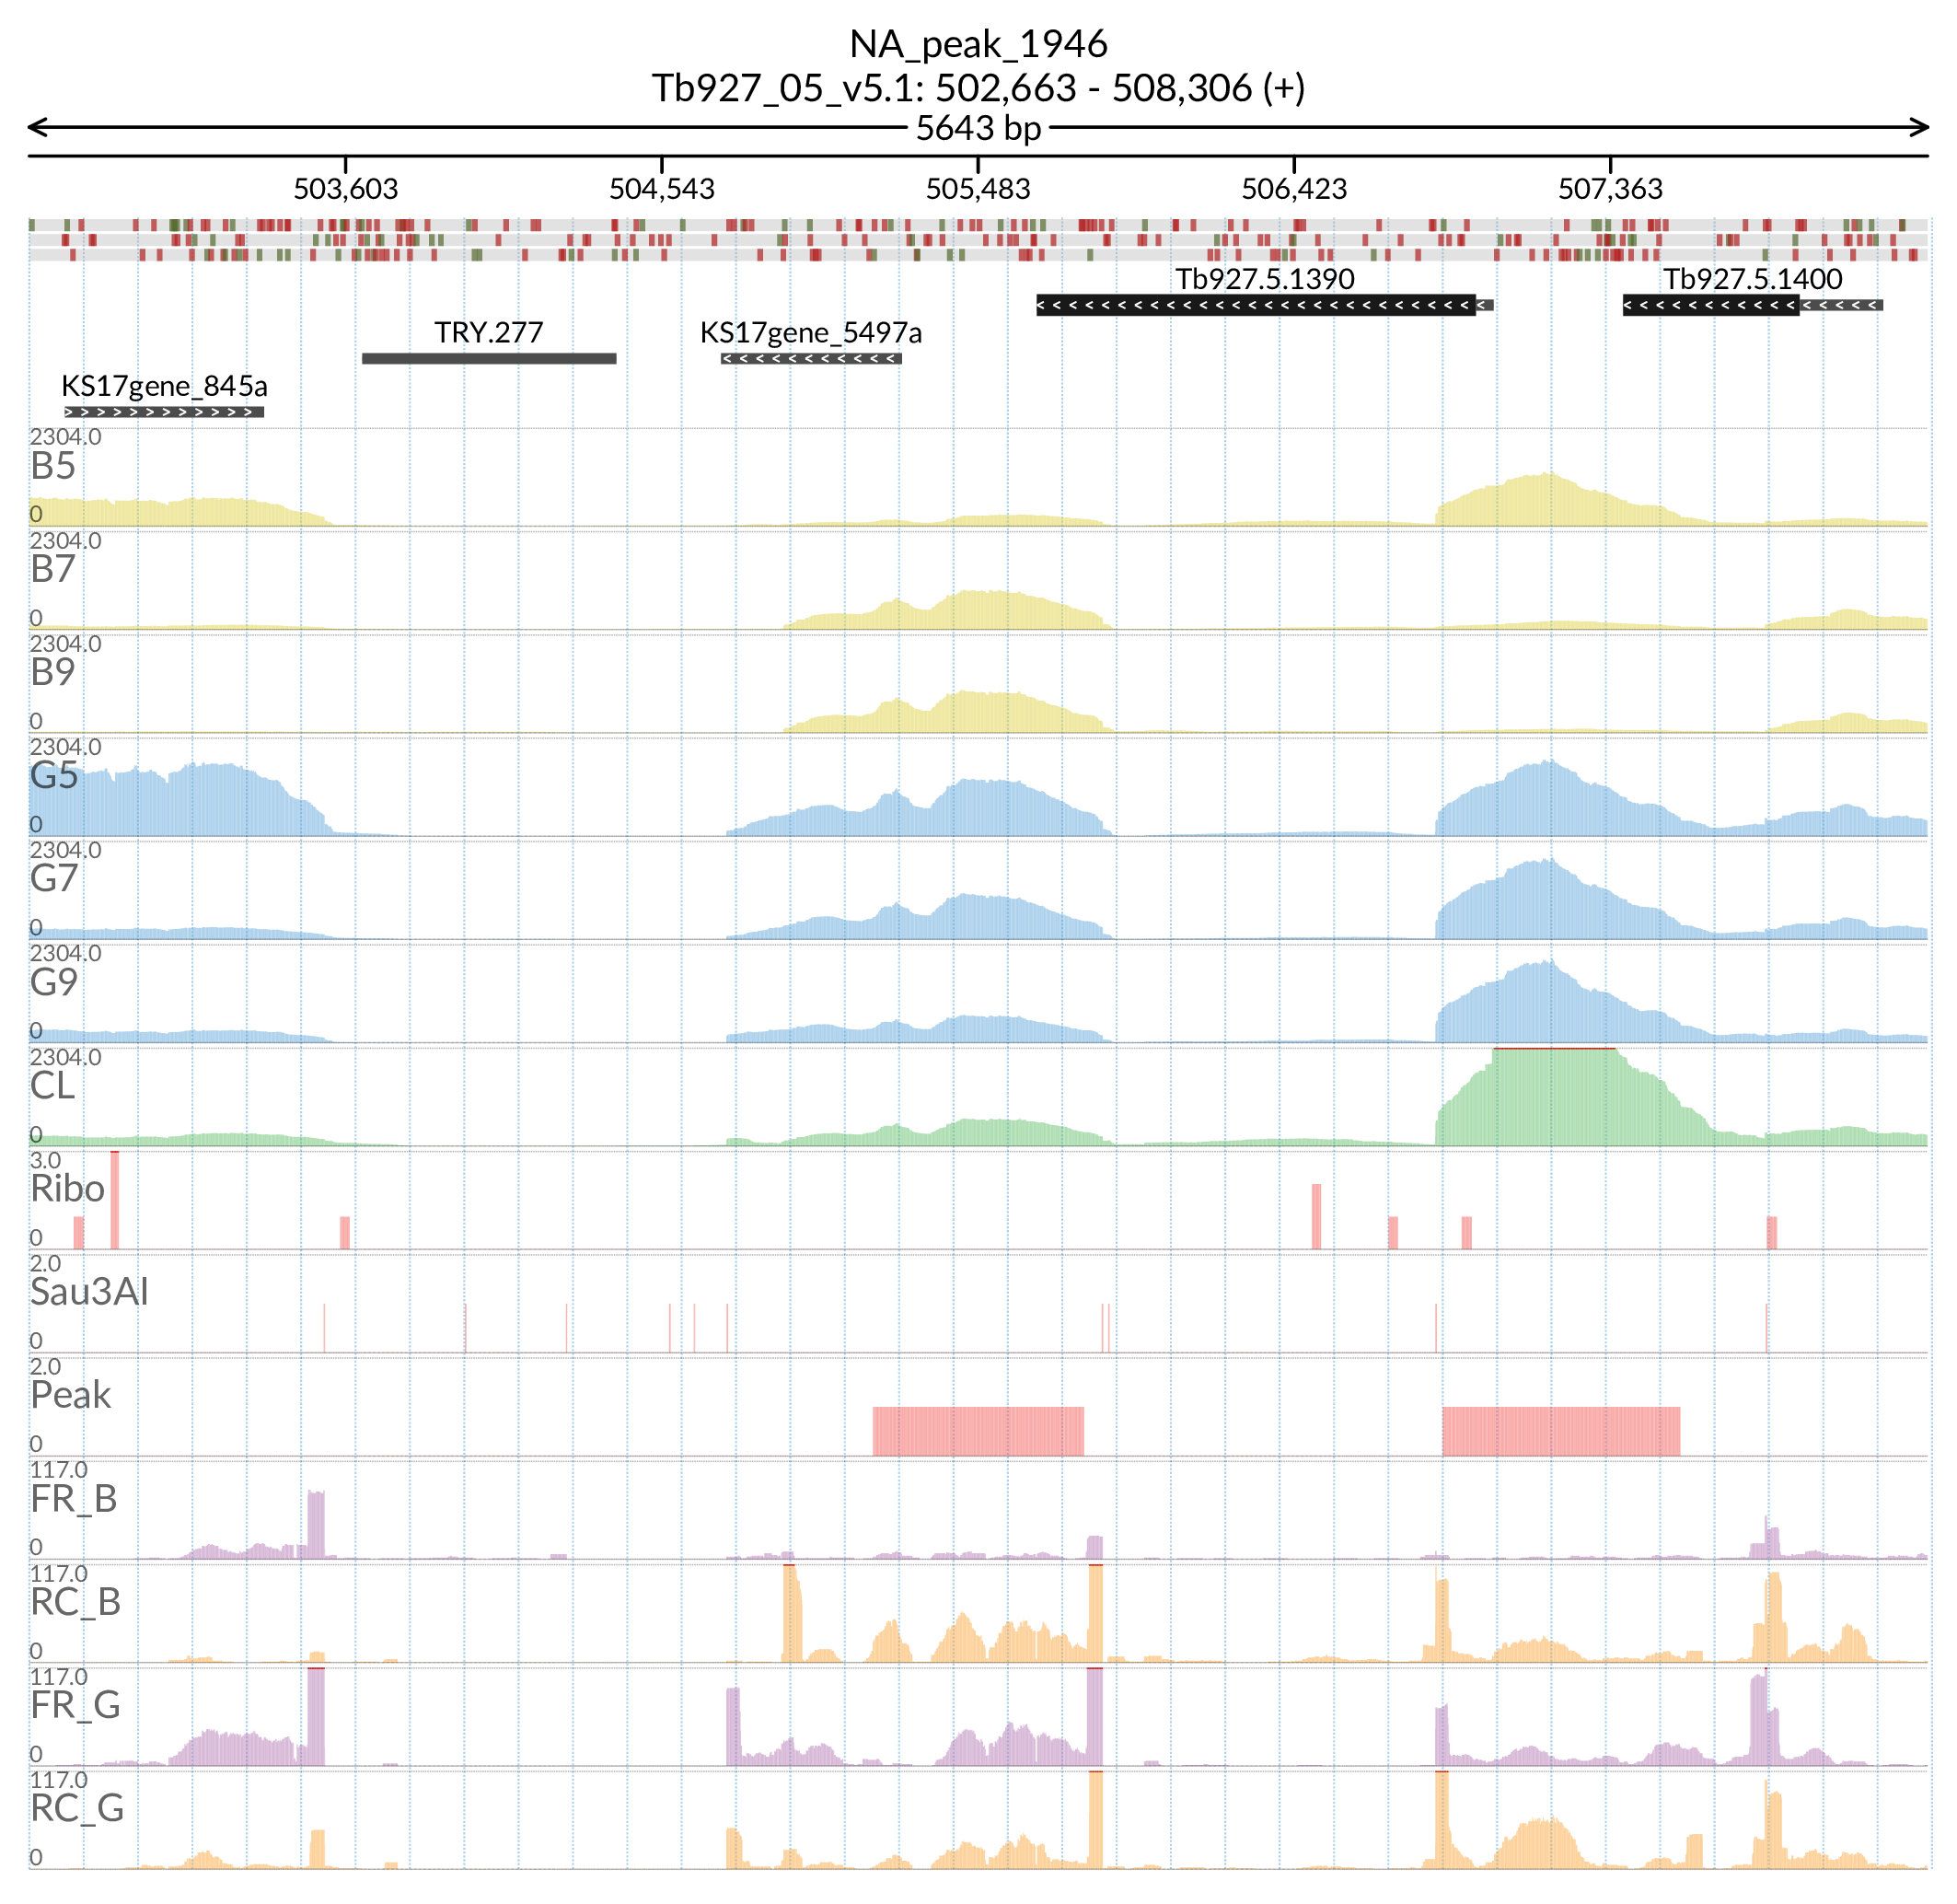 NA_peak_1946
Tb927_05_v5.1: 502,663 - 508,306 (+)
5643 bp
503,603 504,543 505,483 506,423 507,363
Tb927.5.1390 Tb927.5.1400
TRY.277 KS17gene_5497a
KS17gene_845a
2304.0
B5
0
2304.0
B7
0
2304.0
B9
0
2304.0
G5
0
2304.0
G7
0
2304.0
G9
0
2304.0
CL
0
3.0
Ribo
0
2.0
Sau3AI
0
2.0
Peak
0
117.0
FR_B
0
117.0
RC_B
0
117.0
FR_G
0
117.0
RC_G
0